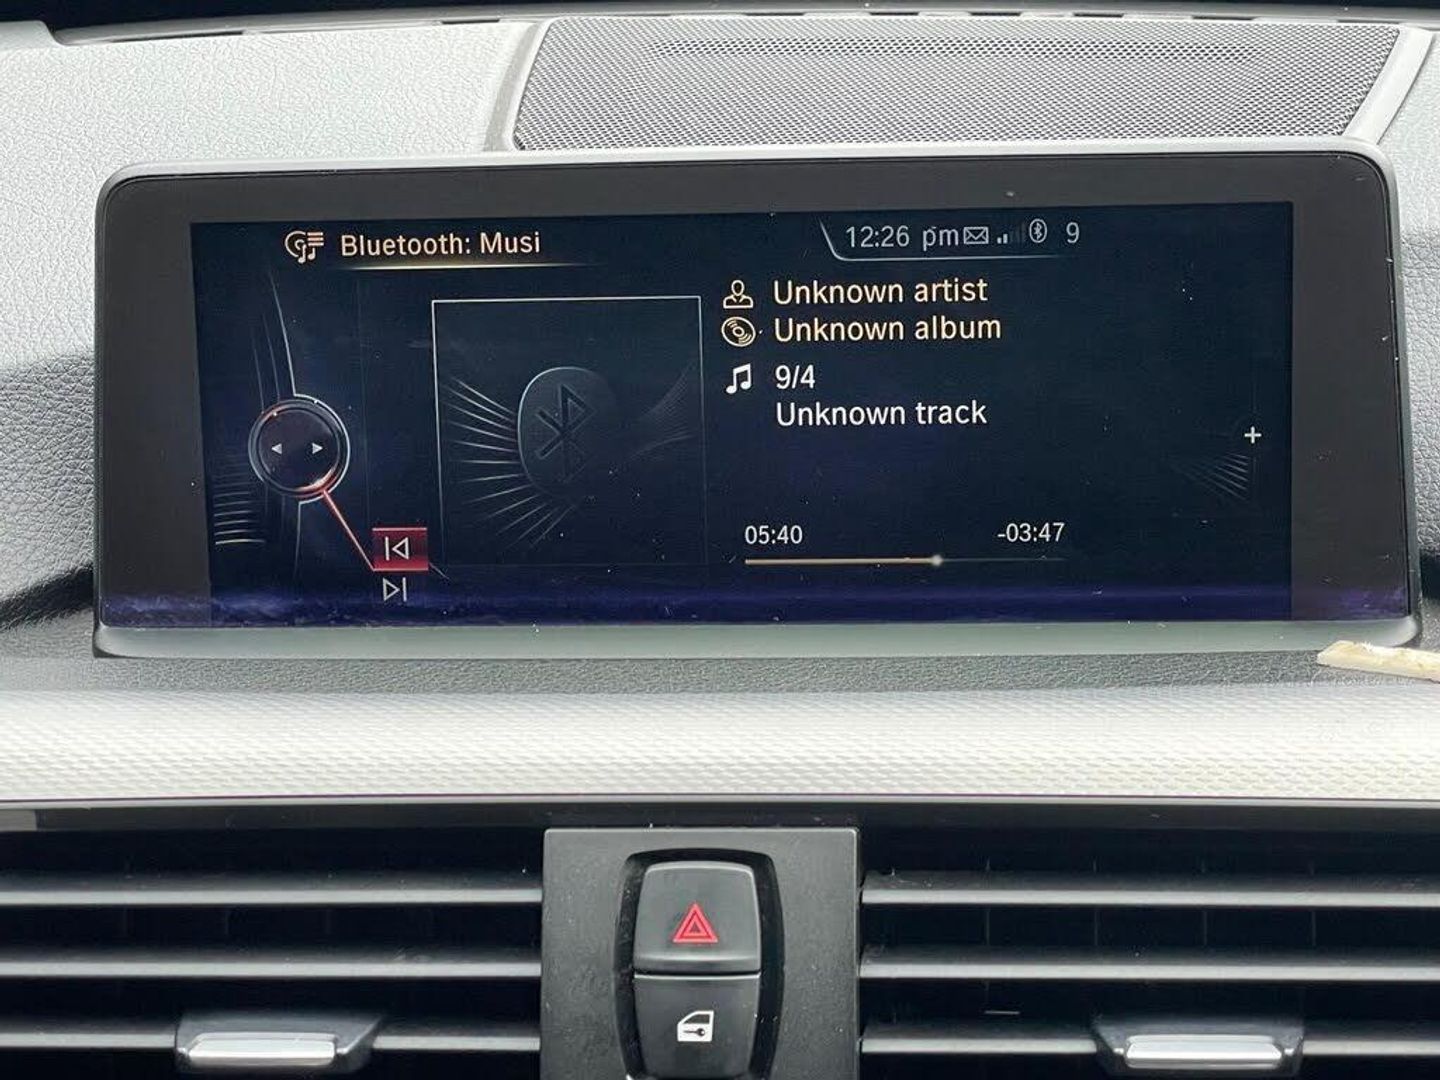 Bluetooth: Musi
12:26 pm 9
Unknown artist
Unknown album
9/4
Unknown track
05:40 -03:47